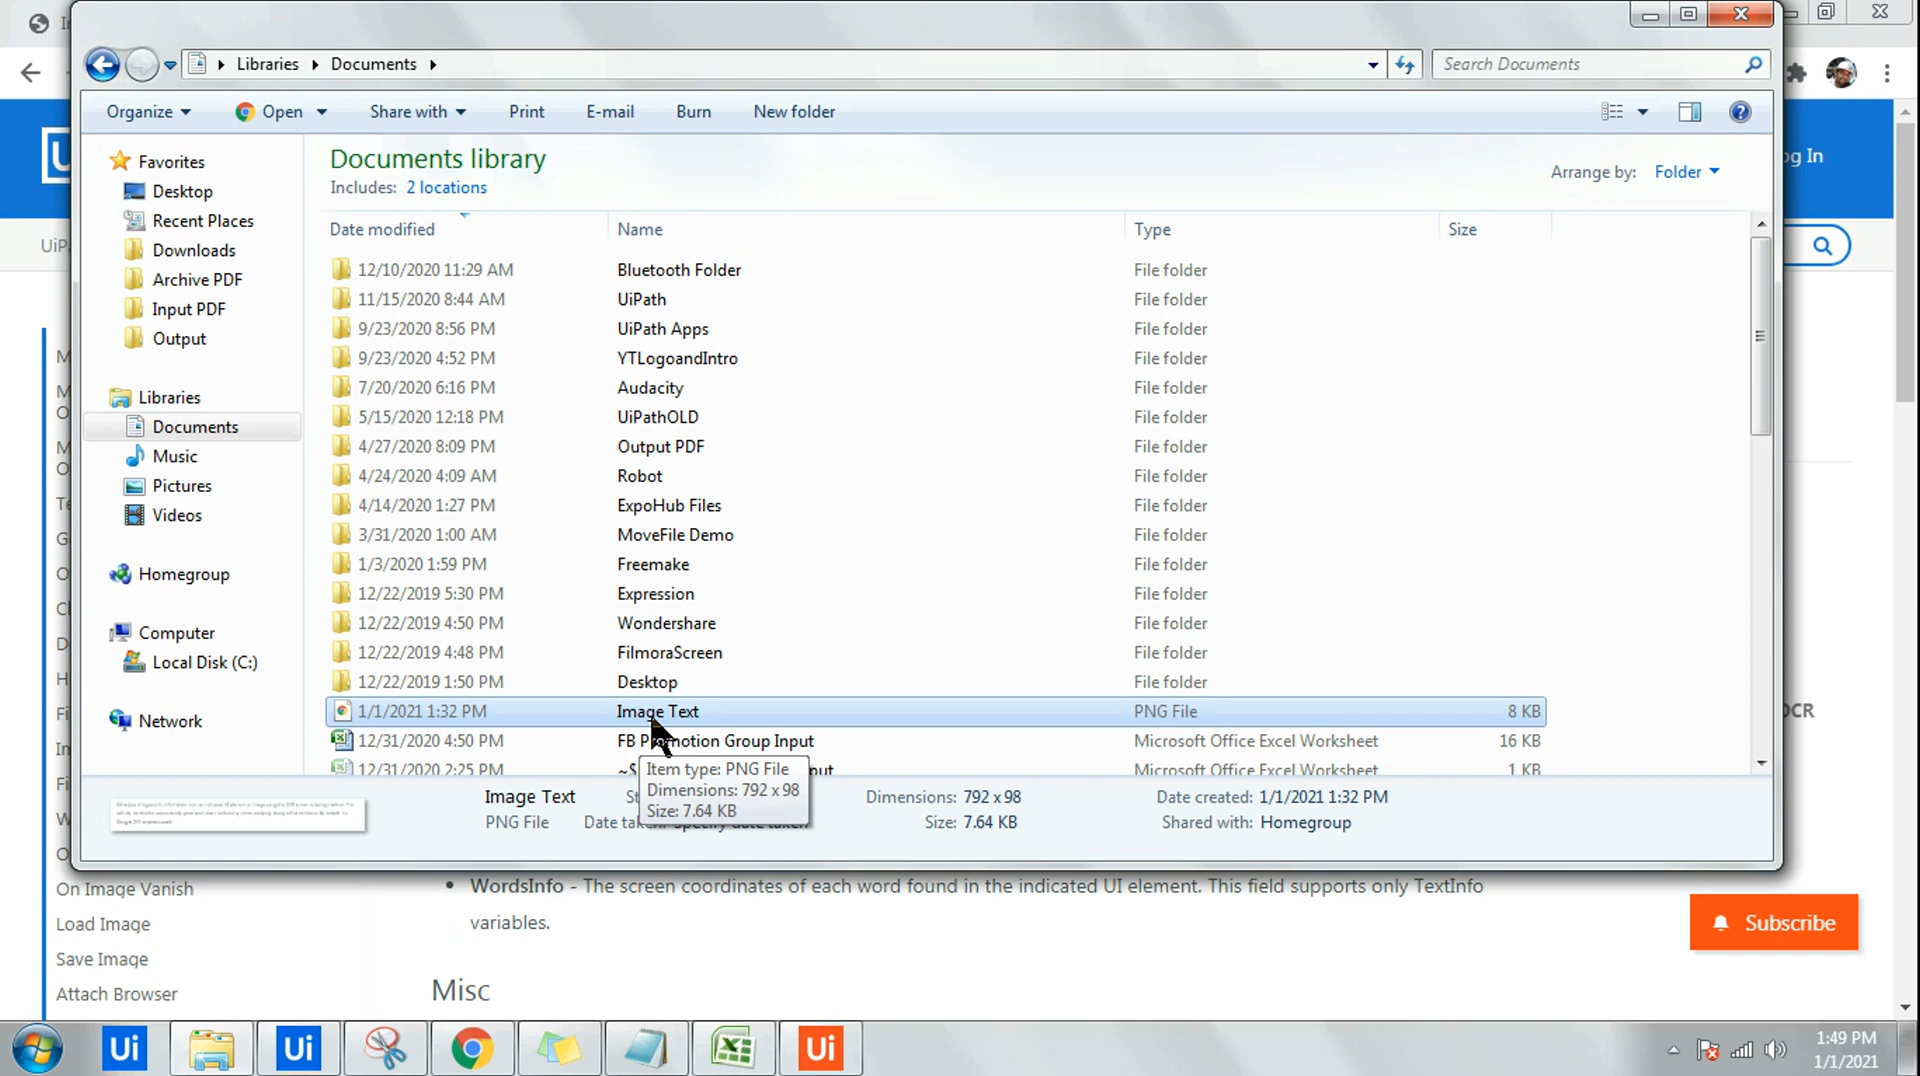 Libraries Documents
Search Documents
Organize Open Share with Print E-mail Burn New folder
og In
Favorites
Desktop
Recent Places
Downloads
Archive PDF
Input PDF
Output
Libraries
Documents
Music
Pictures
Videos
Homegroup
Computer
Local Disk (C:)
Network
Documents library
Includes: 2 locations
Arrange by: Folder
Date modified Name Type Size
12/10/2020 11:29 AM Bluetooth Folder File folder
11/15/2020 8:44 AM UiPath File folder
9/23/2020 8:56 PM UiPath Apps File folder
9/23/2020 4:52 PM YTLogoandIntro File folder
7/20/2020 6:16 PM Audacity File folder
5/15/2020 12:18 PM UiPathOLD File folder
4/27/2020 8:09 PM Output PDF File folder
4/24/2020 4:09 AM Robot File folder
4/14/2020 1:27 PM ExpoHub Files File folder
3/31/2020 1:00 AM MoveFile Demo File folder
1/3/2020 1:59 PM Freemake File folder
12/22/2019 5:30 PM Expression File folder
12/22/2019 4:50 PM Wondershare File folder
12/22/2019 4:48 PM FilmoraScreen File folder
12/22/2019 1:50 PM Desktop File folder
1/1/2021 1:32 PM Image Text PNG File 8 KB
12/31/2020 4:50 PM FB Promotion Group Input Microsoft Office Excel Worksheet 16 KB
12/31/2020 2:25 PM Microsoft Office Excel Worksheet 1 KB
Item type: PNG File
Dimensions: 792 x 98
Size: 7.64 KB
Image Text Dimensions: 792 x 98 Date created: 1/1/2021 1:32 PM
PNG File Size: 7.64 KB Shared with: Homegroup
On Image Vanish
Load Image
Save Image
Attach Browser
WordsInfo - The screen coordinates of each word found in the indicated UI element. This field supports only TextInfo
variables.
Misc
Subscribe
Ui Ui Ui
1:49 PM
1/1/2021